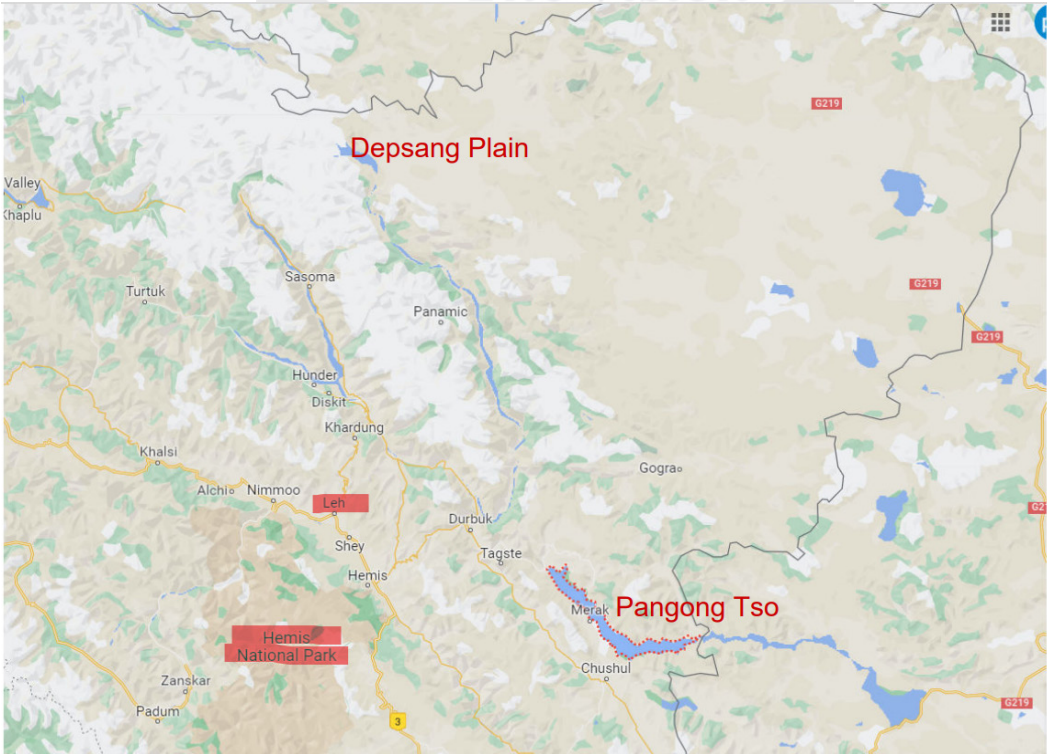 G219
Depsang Plain
Valley
Khaplu
Sasoma
G219
Turtuk
Panamic
G219
Hunder
Diskit
Khardung
Khalsi
Gogra
Alchi
Nimmoo
Leh
Durbuk
Shey
Tagste
Hemis
Merak
Pangong Tso
Hemis
National Park
Chushul
Zanskar
Padum
G219
3